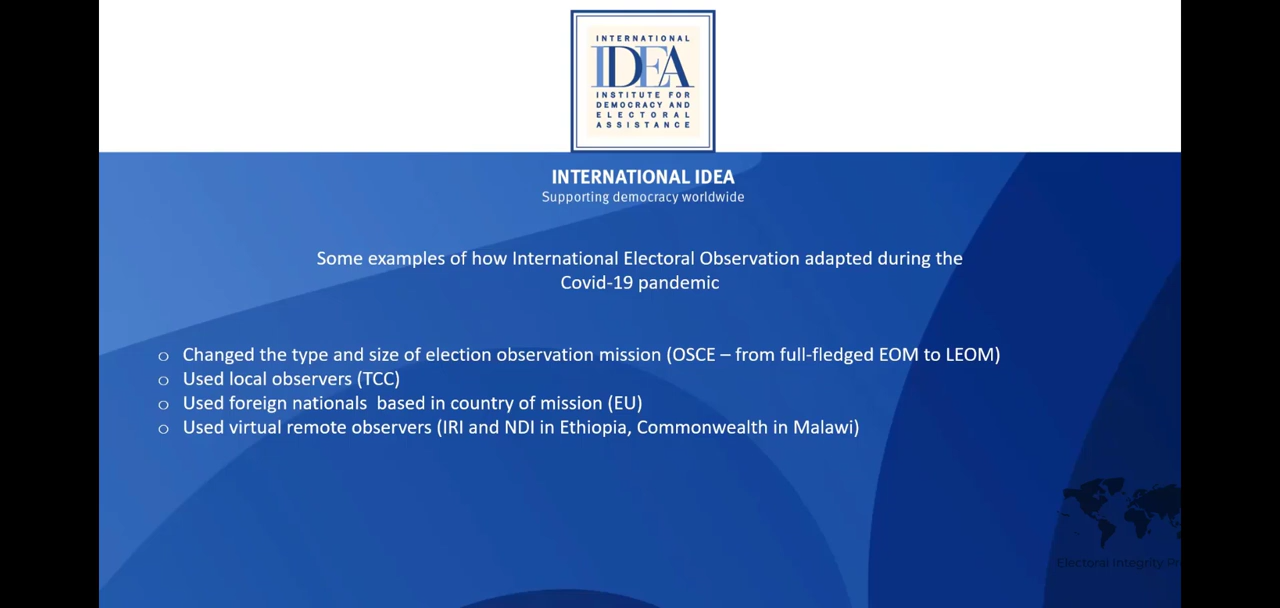 INTERNATIONAL
IDEA
INSTITUTE FOR
DEMOCRACY AND
ELECTORAL
ASSISTANCE
INTERNATIONAL IDEA
Supporting democracy worldwide
Some examples of how International Electoral Observation adapted during the
Covid-19 pandemic
o Changed the type and size of election observation mission (OSCE – from full-fledged EOM to LEOM)
o Used local observers (TCC)
o Used foreign nationals  based in country of mission (EU)
o Used virtual remote observers (IRI and NDI in Ethiopia, Commonwealth in Malawi)
Electoral Integrity Pr